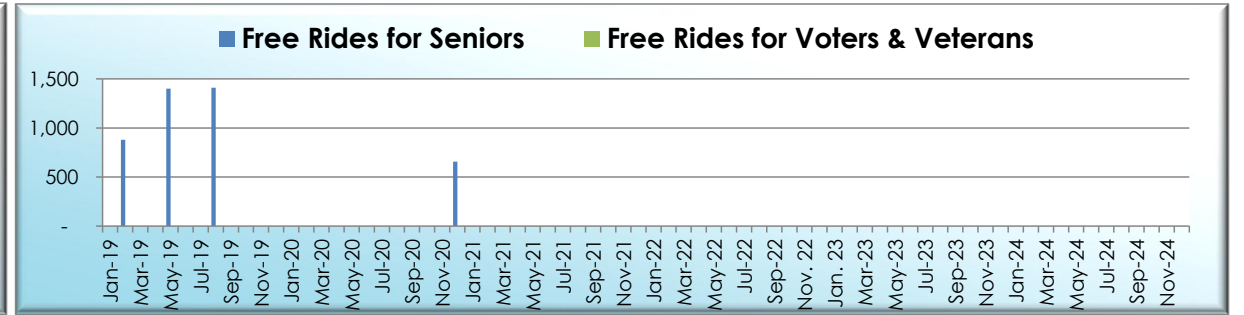 Free Rides for Seniors Free Rides for Voters & Veterans
1,500
1,000
500
-
Jan-19
Mar-19
May-19
Jul-19
Sep-19
Nov-19
Jan-20
Mar-20
May-20
Jul-20
Sep-20
Nov-20
Jan-21
Mar-21
May-21
Jul-21
Sep-21
Nov-21
Jan-22
Mar-22
May-22
Jul-22
Sep-22
Nov. 22
Jan. 23
Mar-23
May-23
Jul-23
Sep-23
Nov-23
Jan-24
Mar-24
May-24
Jul-24
Sep-24
Nov-24